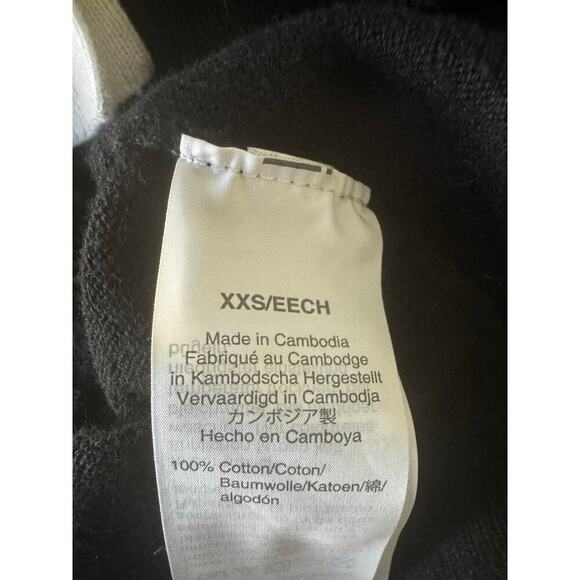 XXS/EECH
Made in Cambodia
Fabriqué au Cambodge
in Kambodscha Hergestellt
Vervaardigd in Cambodja
カンボジア製
Hecho en Camboya
100% Cotton/Coton/
Baumwolle/Katoen/綿/
algodón